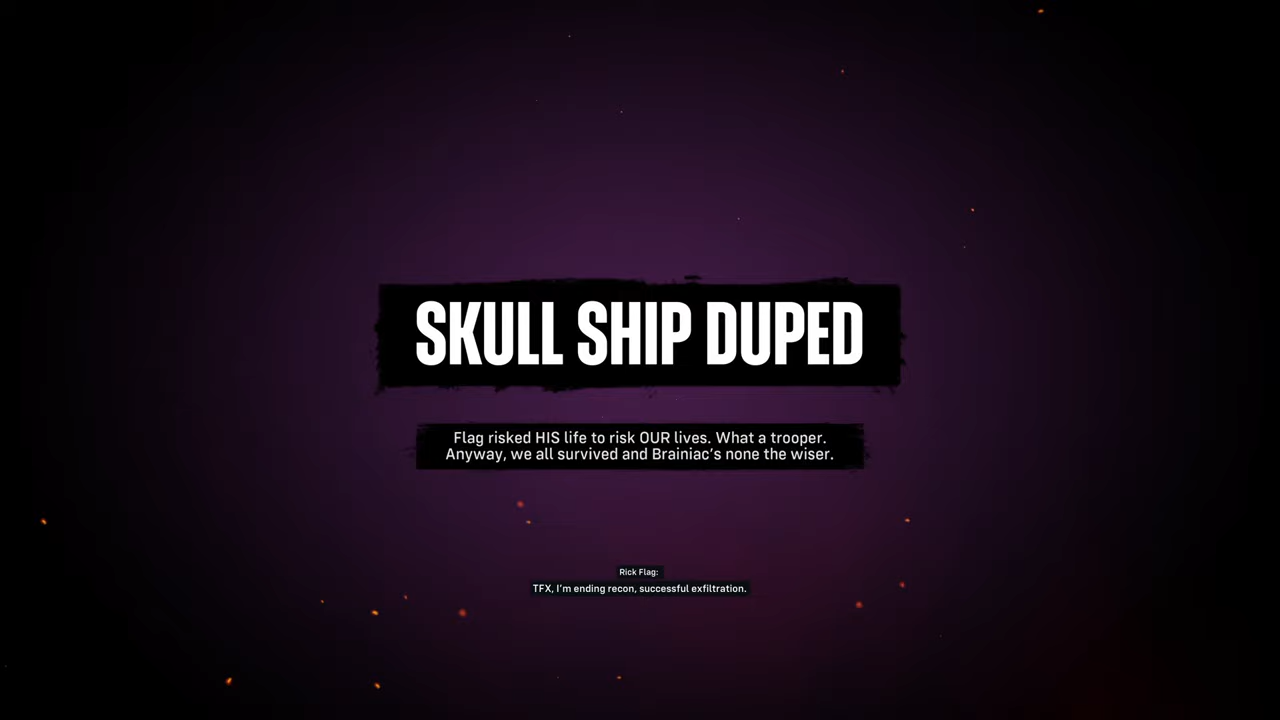 SKULL SHIP DUPED
Flag risked HIS life to risk OUR lives. What a trooper.
Anyway, we all survived and Brainiac's none the wiser.
Rick Flag:
TFX, I'm ending recon, successful exfiltration.